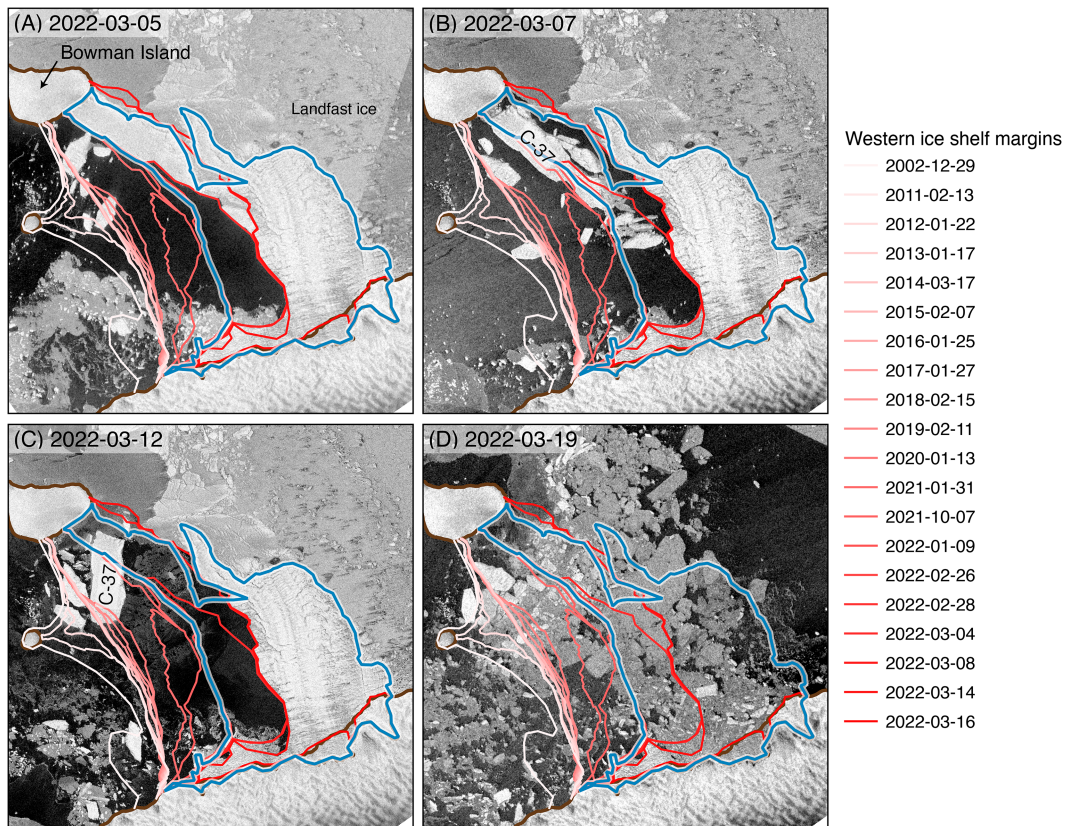 (A) 2022-03-05
Bowman Island
Landfast ice
(B) 2022-03-07
C-37
(C) 2022-03-12
C-37
(D) 2022-03-19
Western ice shelf margins
2002-12-29
2011-02-13
2012-01-22
2013-01-17
2014-03-17
2015-02-07
2016-01-25
2017-01-27
2018-02-15
2019-02-11
2020-01-13
2021-01-31
2021-10-07
2022-01-09
2022-02-26
2022-02-28
2022-03-04
2022-03-08
2022-03-14
2022-03-16